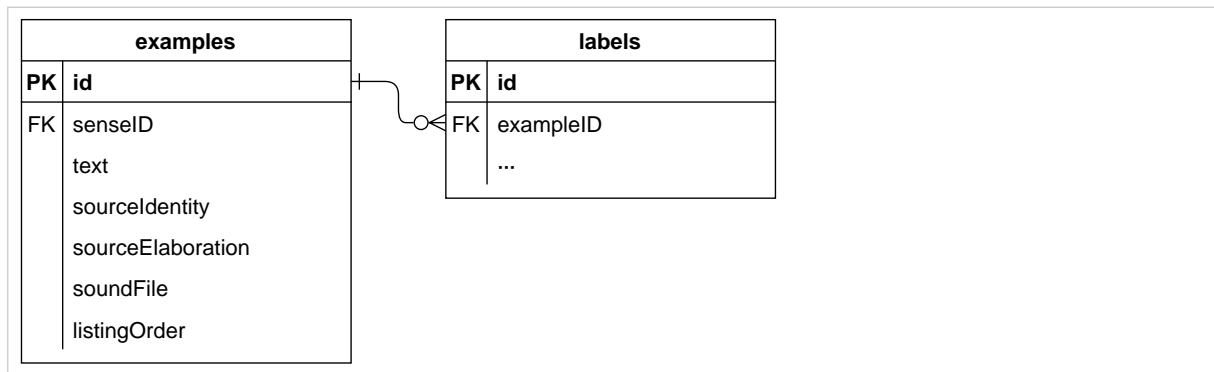 examples
PK id
FK senseID
text
sourceIdentity
sourceElaboration
soundFile
listingOrder
labels
PK id
FK exampleID
...